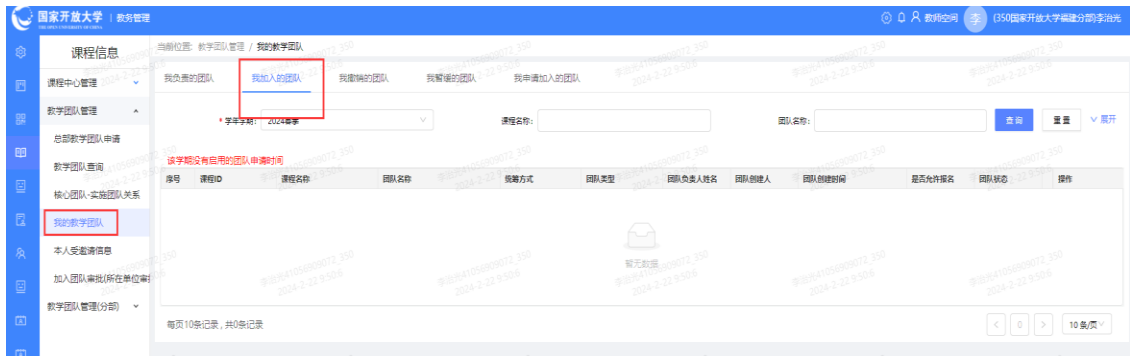 国家开放大学 | 教务管理
THE OPEN UNIVERSITY OF CHINA
教师空间 李 (350国家开放大学福建分部)李治光
课程信息
课程中心管理
教学团队管理
总部教学团队申请
教学团队查询
核心团队-实施团队关系
我的教学团队
本人受邀请信息
加入团队审批(所在单位审
教学团队管理(分部)
当前位置: 教学团队管理 / 我的教学团队
我负责的团队 我加入的团队 我撤销的团队 我暂缓的团队 我申请加入的团队
* 学年学期: 2024春季 课程名称: 团队名称: 查询 重置 展开
该学期没有启用的团队申请时间
序号 课程ID 课程名称 团队名称 统筹方式 团队类型 团队负责人姓名 团队创建人 团队创建时间 是否允许报名 团队状态 操作
暂无数据
每页10条记录 , 共0条记录
< 0 > 10 条/页